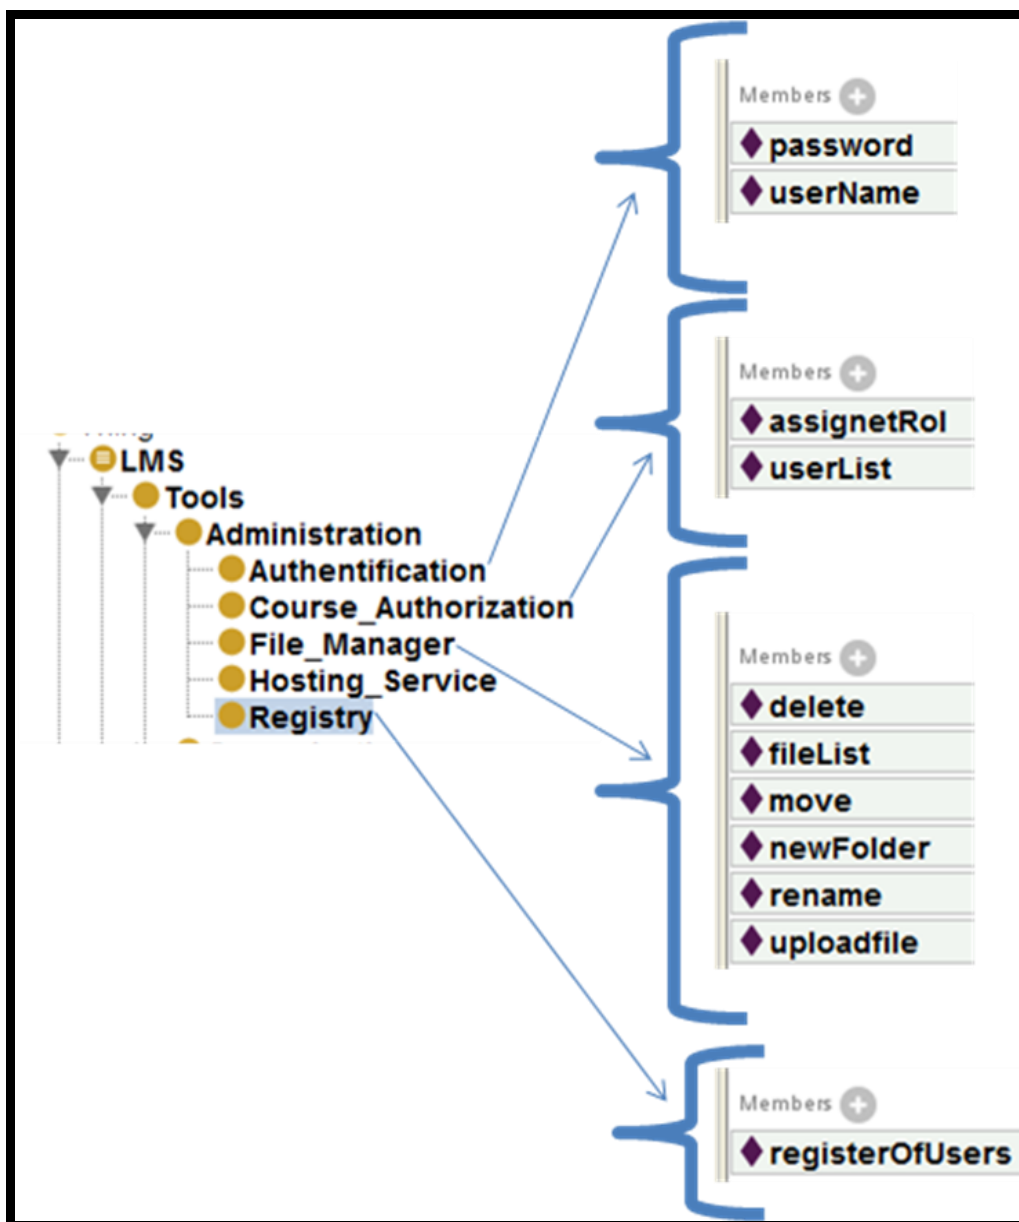 LMS
Tools
Administration
Authentification
Course_Authorization
File_Manager
Hosting_Service
Registry
Members
password
userName
Members
assignetRol
userList
Members
delete
fileList
move
newFolder
rename
uploadfile
Members
registerOfUsers